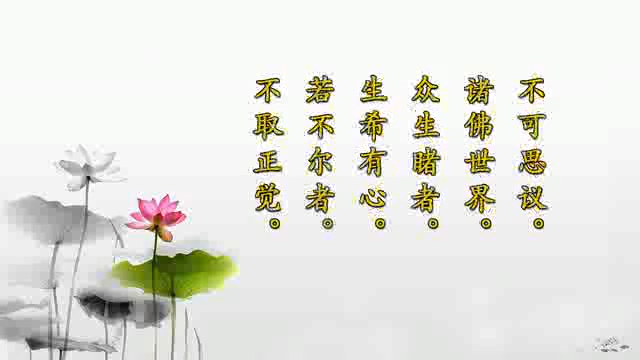 不可思议。
诸佛世界。
众生睹者。
生希有心。
若不尔者。
不取正觉。